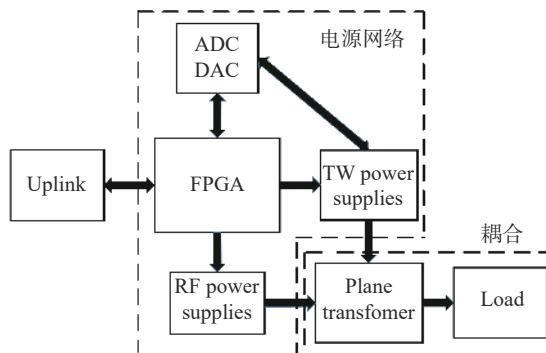 ADC
DAC
电源网络
Uplink
FPGA
TW power
supplies
耦合
RF power
supplies
Plane
transfomer
Load